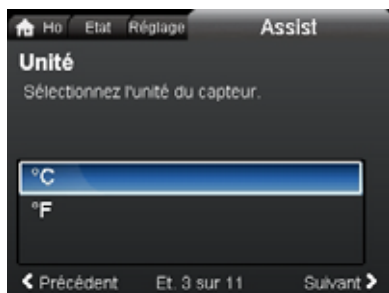 Ho Etat Réglage Assist
Unité
Sélectionnez l'unité du capteur.
°C
°F
Précédent Et. 3 sur 11 Suivant